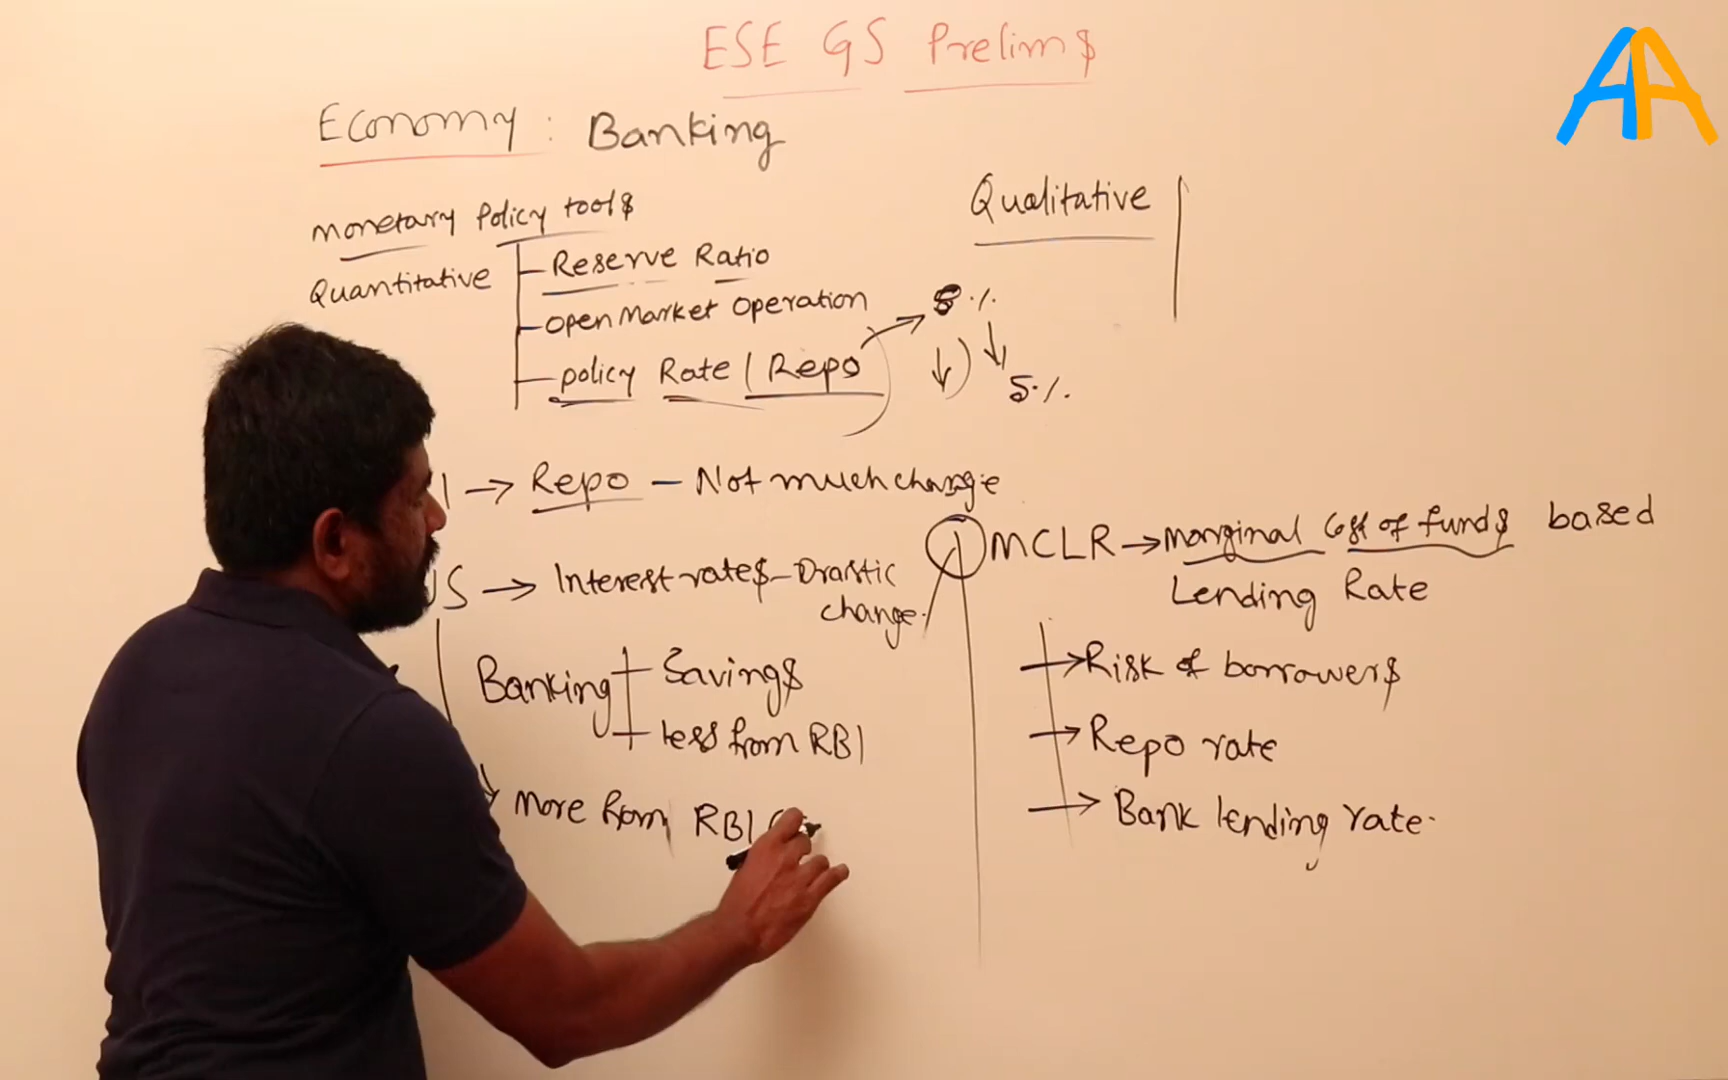 ESE GS Prelims
AA
Economy : Banking
Monetary Policy tools
Quantitative
Reserve Ratio
Open Market Operation
Policy Rate / Repo
Qualitative
8 %
5 %.
→ Repo – Not much change
US → Interest rates – Drastic
change.
Banking
Savings
less from RBI
More from RBI
MCLR → Marginal Cost of funds based
Lending Rate
→ Risk of borrowers
→ Repo rate
→ Bank lending rate.